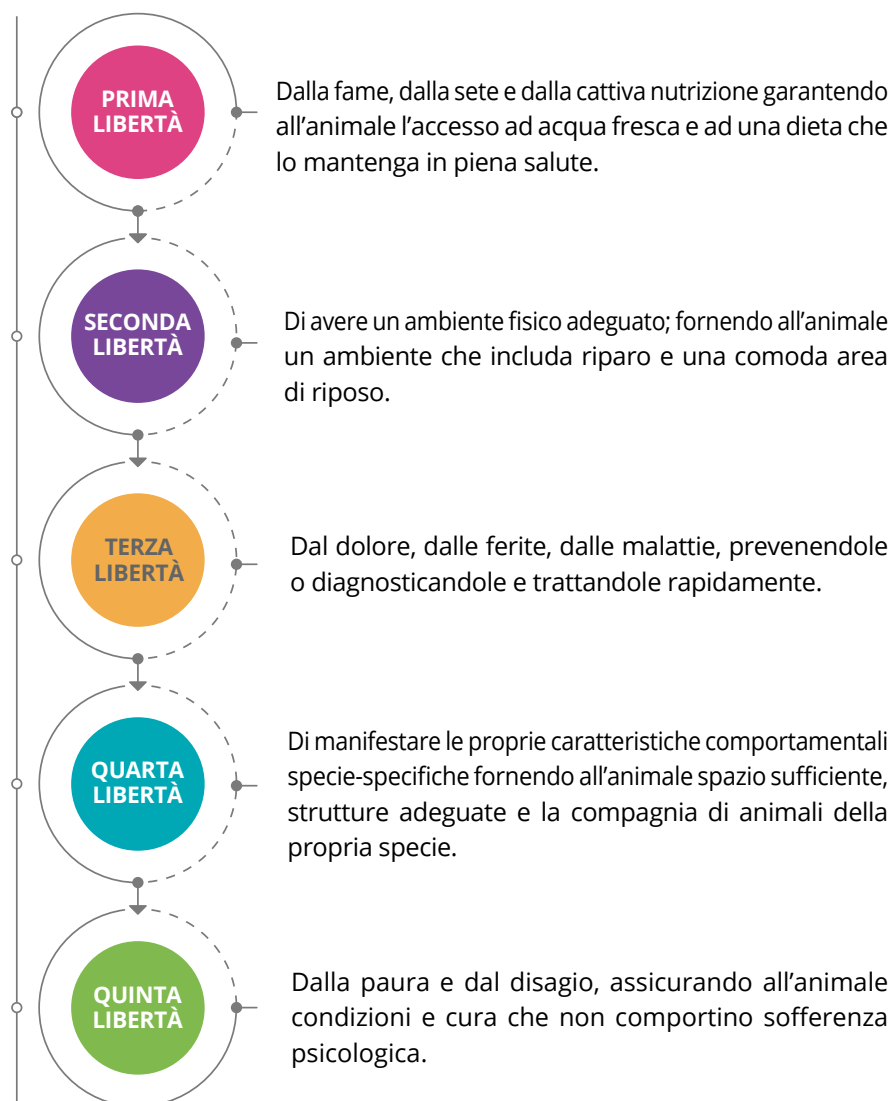 PRIMA
LIBERTÀ
Dalla fame, dalla sete e dalla cattiva nutrizione garantendo
all’animale l’accesso ad acqua fresca e ad una dieta che
lo mantenga in piena salute.
SECONDA
LIBERTÀ
Di avere un ambiente fisico adeguato; fornendo all’animale
un ambiente che includa riparo e una comoda area
di riposo.
TERZA
LIBERTÀ
Dal dolore, dalle ferite, dalle malattie, prevenendole
o diagnosticandole e trattandole rapidamente.
QUARTA
LIBERTÀ
Di manifestare le proprie caratteristiche comportamentali
specie-specifiche fornendo all’animale spazio sufficiente,
strutture adeguate e la compagnia di animali della
propria specie.
QUINTA
LIBERTÀ
Dalla paura e dal disagio, assicurando all’animale
condizioni e cura che non comportino sofferenza
psicologica.